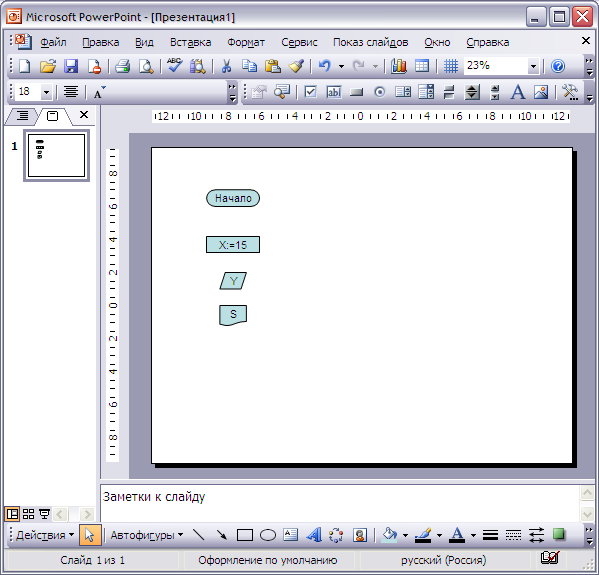 Microsoft PowerPoint - [Презентация1]
Файл Правка Вид Вставка Формат Сервис Показ слайдов Окно Справка
ABC 23%
18 A ab A
12 10 8 6 4 2 0 2 4 6 8 10 12
1
8 6 4 2 0 2 4 6 8
Начало
X:=15
Y
S
Заметки к слайду
Действия Автофигуры A A A
Слайд 1 из 1 Оформление по умолчанию русский (Россия)